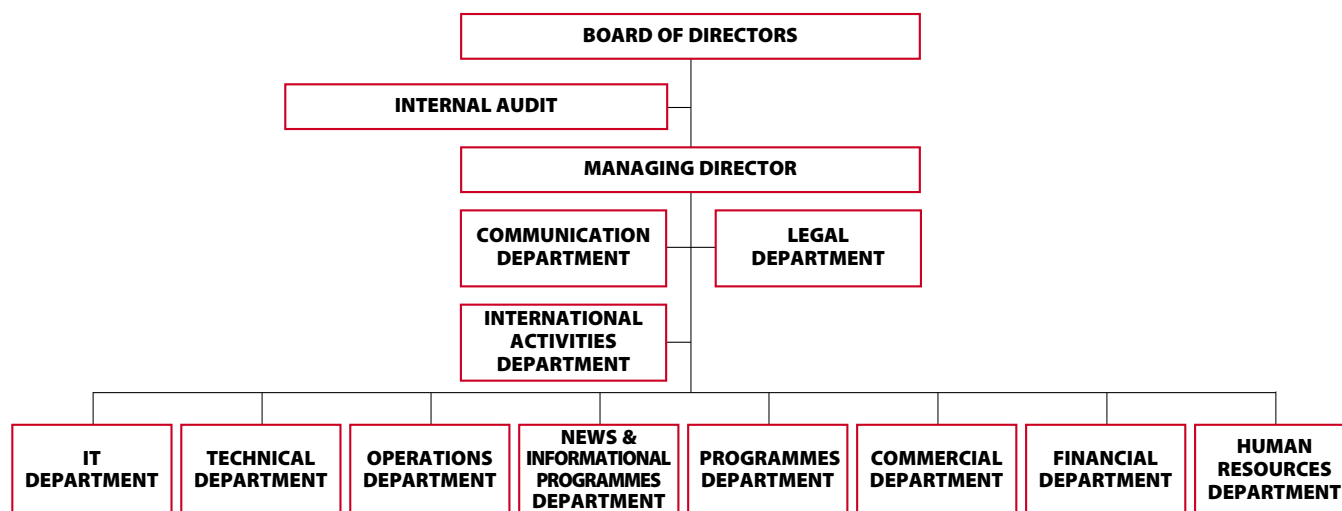 BOARD OF DIRECTORS
INTERNAL AUDIT
MANAGING DIRECTOR
COMMUNICATION
DEPARTMENT
LEGAL
DEPARTMENT
INTERNATIONAL
ACTIVITIES
DEPARTMENT
IT
DEPARTMENT
TECHNICAL
DEPARTMENT
OPERATIONS
DEPARTMENT
NEWS &
INFORMATIONAL
PROGRAMMES
DEPARTMENT
PROGRAMMES
DEPARTMENT
COMMERCIAL
DEPARTMENT
FINANCIAL
DEPARTMENT
HUMAN
RESOURCES
DEPARTMENT